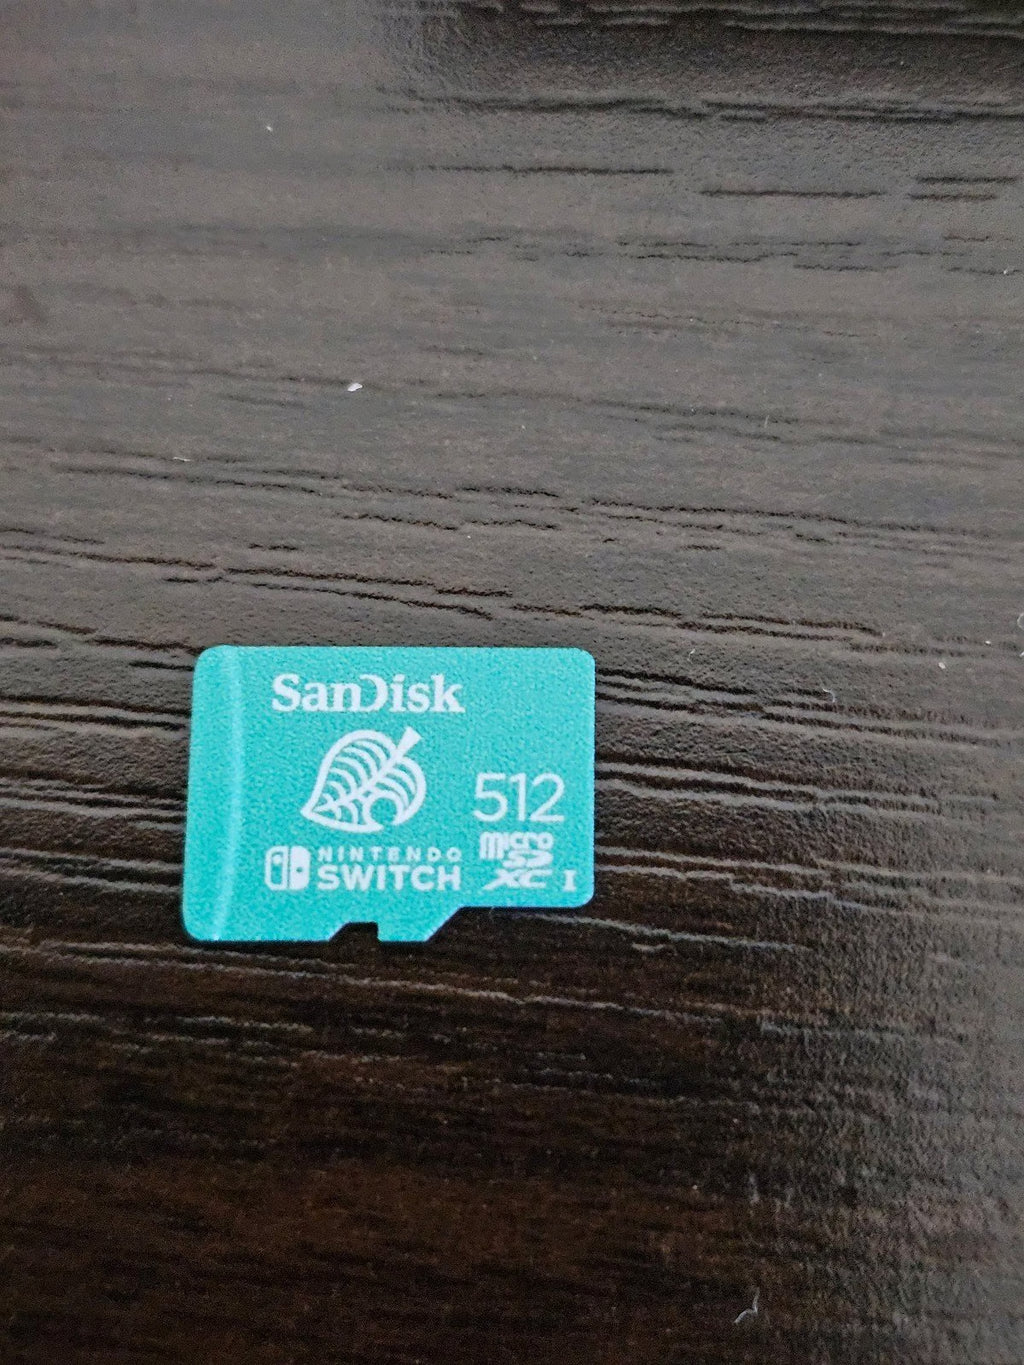 SanDisk
512
NINTENDO
SWITCH
micro
SD
XC I